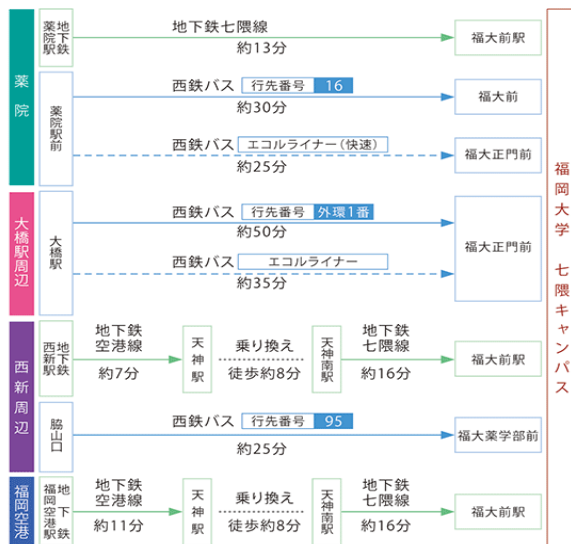 薬院
地下鉄
薬院駅
地下鉄七隈線
約13分
福大前駅
薬院駅前
西鉄バス 行先番号 16
約30分
福大前
西鉄バス エコルライナー(快速)
約25分
福大正門前
大橋駅周辺
大橋駅
西鉄バス 行先番号 外環1番
約50分
西鉄バス エコルライナー
約35分
福大正門前
西新周辺
地下鉄
西新駅
地下鉄
空港線
約7分
天神駅
乗り換え
徒歩約8分
天神南駅
地下鉄
七隈線
約16分
福大前駅
脇山口
西鉄バス 行先番号 95
約25分
福大薬学部前
福岡空港
地下鉄
福岡空港駅
地下鉄
空港線
約11分
天神駅
乗り換え
徒歩約8分
天神南駅
地下鉄
七隈線
約16分
福大前駅
福岡大学 七隈キャンパス